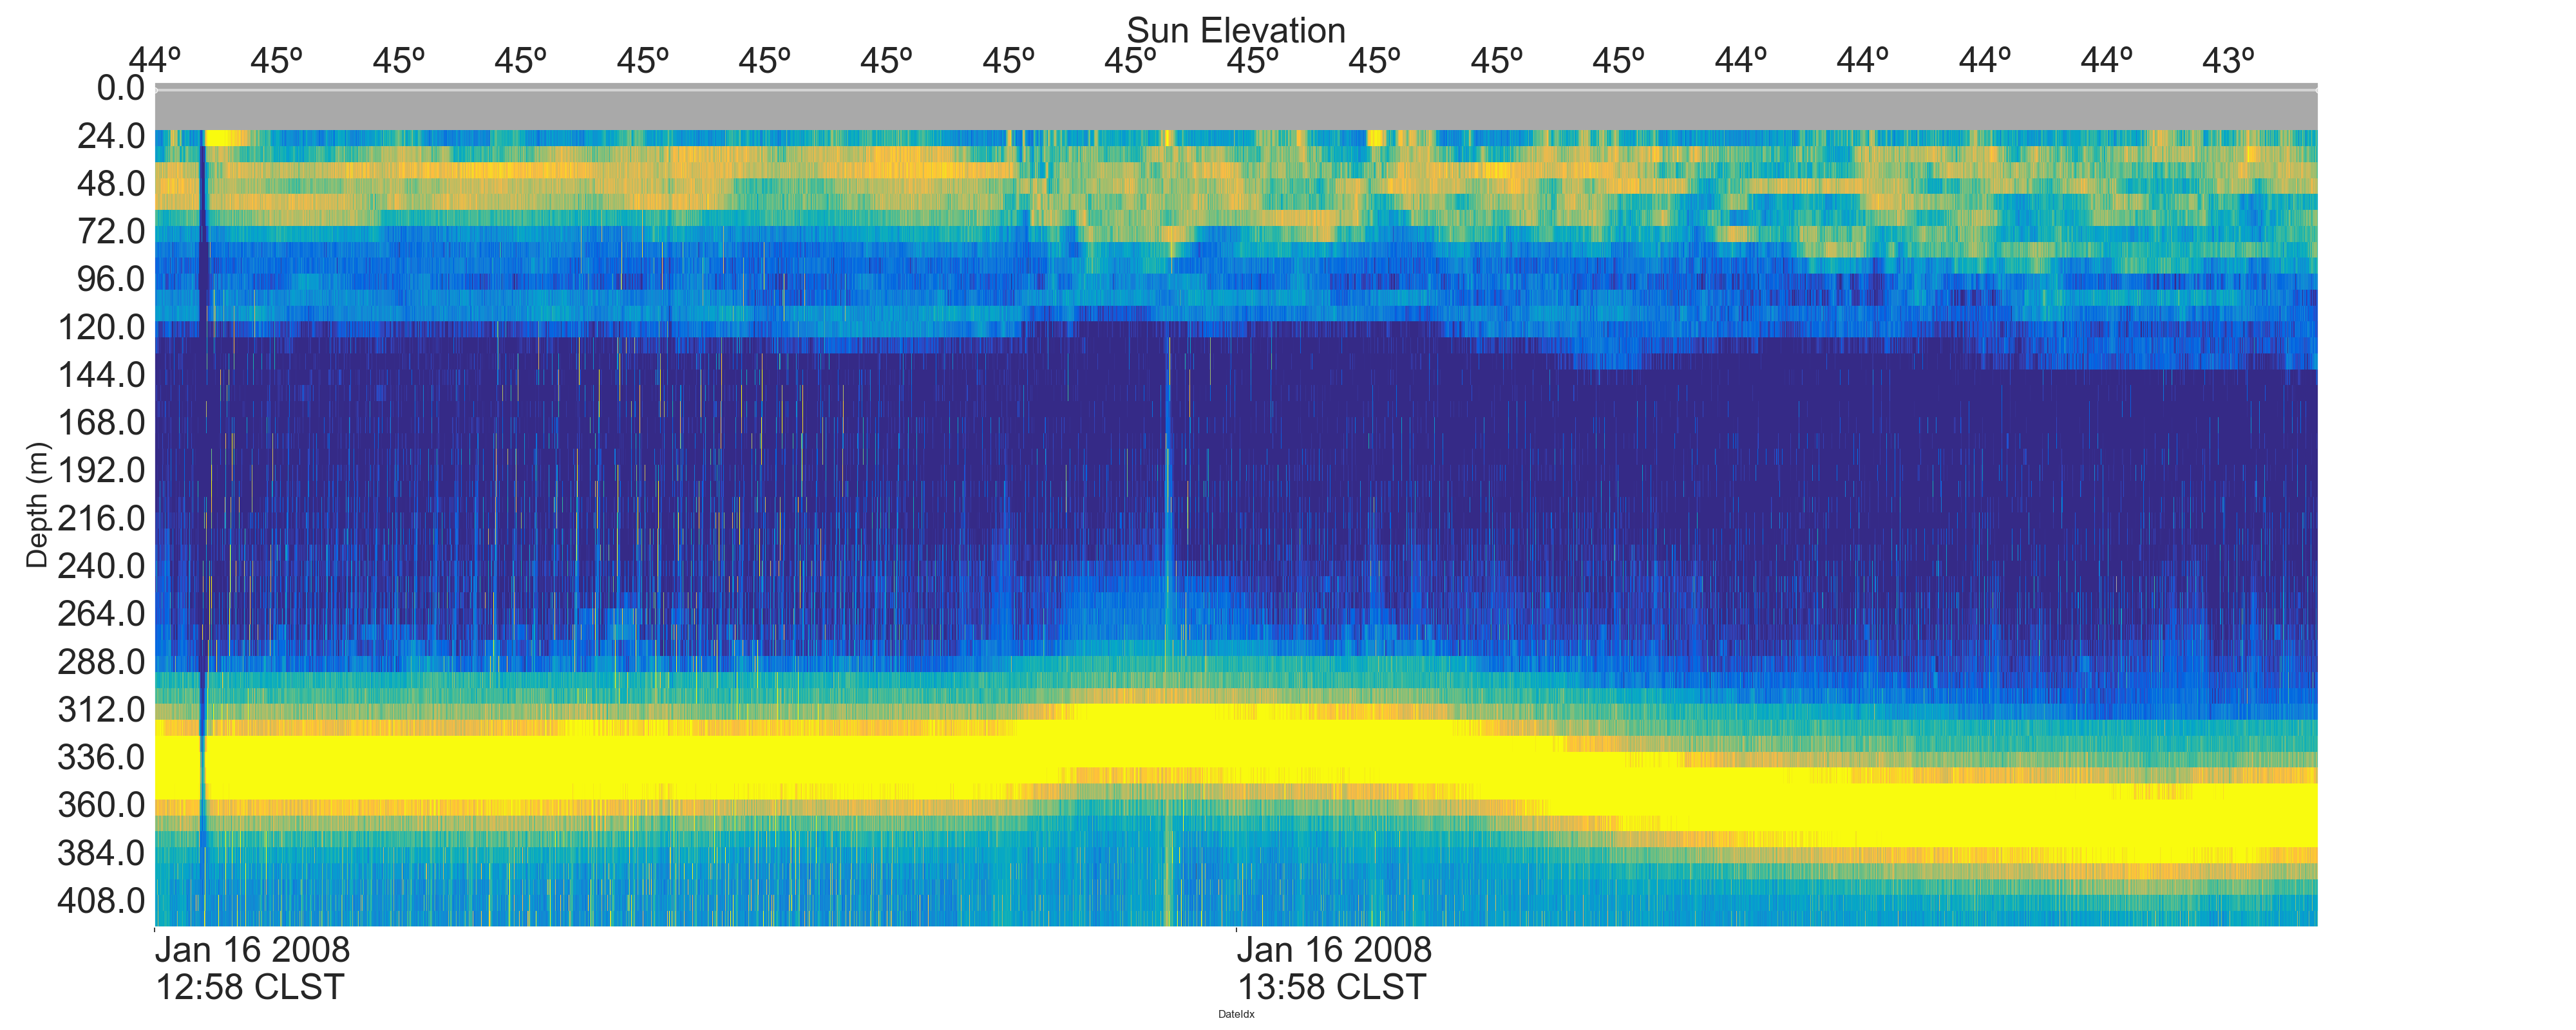 Sun Elevation
44º 45º 45º 45º 45º 45º 45º 45º 45º 45º 45º 45º 45º 44º 44º 44º 44º 43º
0.0
24.0
48.0
72.0
96.0
120.0
144.0
168.0
192.0
216.0
240.0
264.0
288.0
312.0
336.0
360.0
384.0
408.0
Depth (m)
Jan 16 2008
12:58 CLST
Jan 16 2008
13:58 CLST
DateIdx